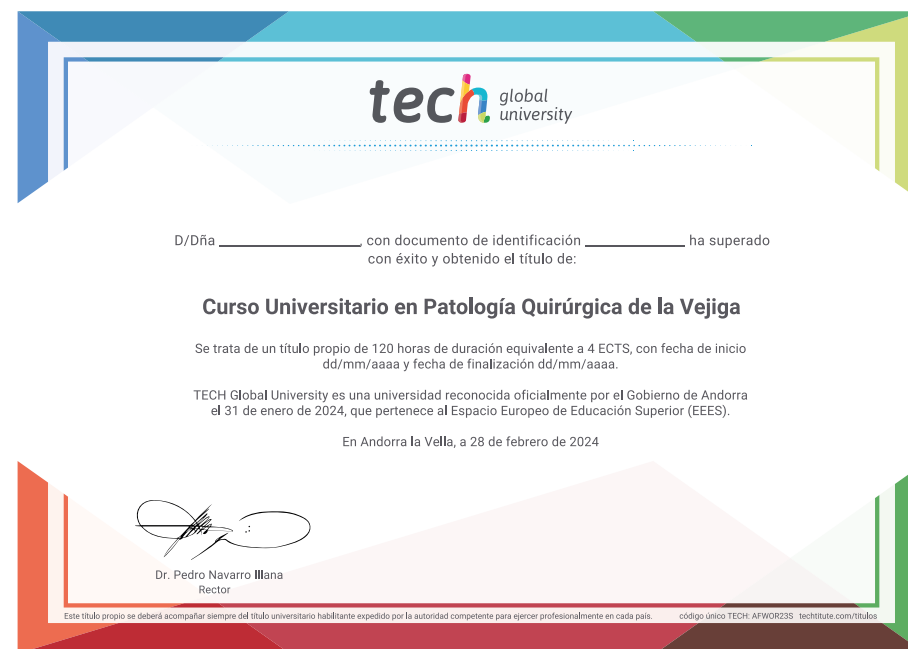 tech global
university
D/Dña ____________________, con documento de identificación ______________ ha superado
con éxito y obtenido el título de:
Curso Universitario en Patología Quirúrgica de la Vejiga
Se trata de un título propio de 120 horas de duración equivalente a 4 ECTS, con fecha de inicio
dd/mm/aaaa y fecha de finalización dd/mm/aaaa.
TECH Global University es una universidad reconocida oficialmente por el Gobierno de Andorra
el 31 de enero de 2024, que pertenece al Espacio Europeo de Educación Superior (EEES).
En Andorra la Vella, a 28 de febrero de 2024
Dr. Pedro Navarro Illana
Rector
Este título propio se deberá acompañar siempre del título universitario habilitante expedido por la autoridad competente para ejercer profesionalmente en cada país. código único TECH: AFWOR23S techtitute.com/titulos